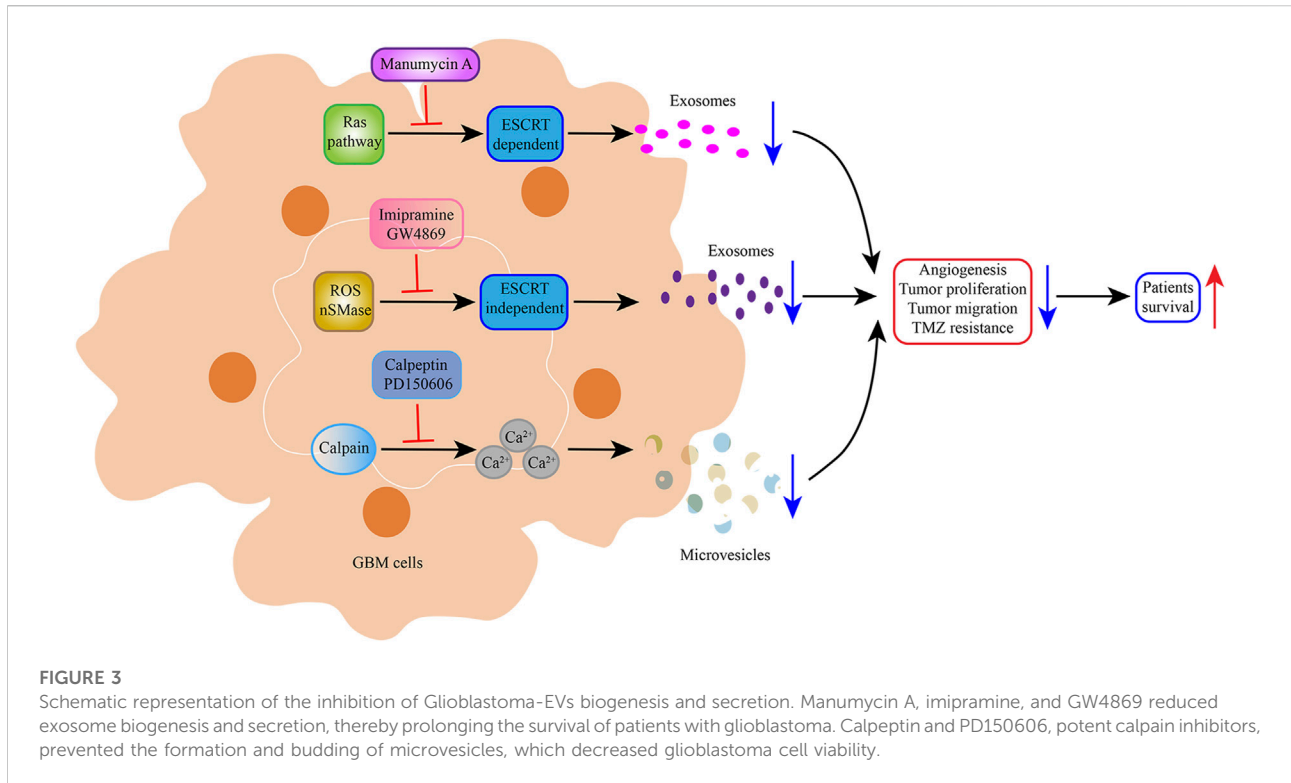 Manumycin A
Ras
pathway
ESCRT
dependent
Exosomes
Imipramine
GW4869
ROS
nSMase
ESCRT
independent
Exosomes
Angiogenesis
Tumor proliferation
Tumor migration
TMZ resistance
Patients
survival
Calpeptin
PD150606
Calpain
Ca²⁺
Ca²⁺ Ca²⁺
Microvesicles
GBM cells
FIGURE 3
Schematic representation of the inhibition of Glioblastoma-EVs biogenesis and secretion. Manumycin A, imipramine, and GW4869 reduced
exosome biogenesis and secretion, thereby prolonging the survival of patients with glioblastoma. Calpeptin and PD150606, potent calpain inhibitors,
prevented the formation and budding of microvesicles, which decreased glioblastoma cell viability.